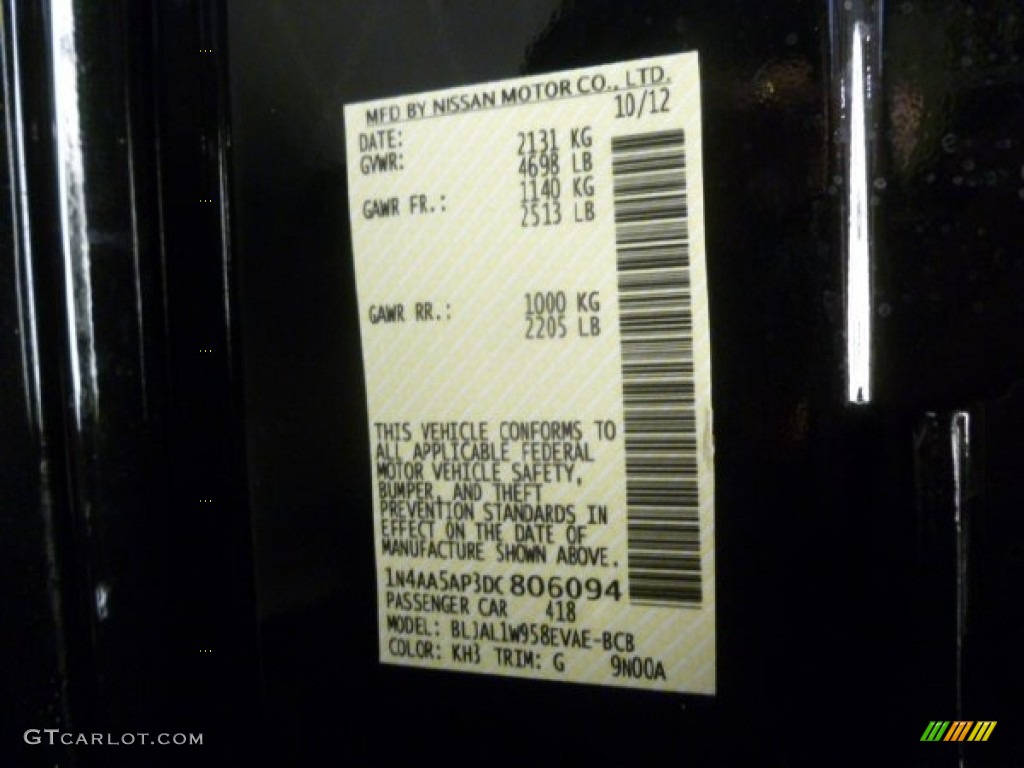 MFD BY NISSAN MOTOR CO., LTD.
DATE: 10/12
GVWR: 2131 KG
4698 LB
GAWR FR.: 1140 KG
2513 LB
GAWR RR.: 1000 KG
2205 LB
THIS VEHICLE CONFORMS TO
ALL APPLICABLE FEDERAL
MOTOR VEHICLE SAFETY,
BUMPER, AND THEFT
PREVENTION STANDARDS IN
EFFECT ON THE DATE OF
MANUFACTURE SHOWN ABOVE.
1N4AA5AP3DC806094
PASSENGER CAR 418
MODEL: BLJAL1W958EVAE-BCB
COLOR: KH3 TRIM: G 9N00A
GTCARLOT.COM